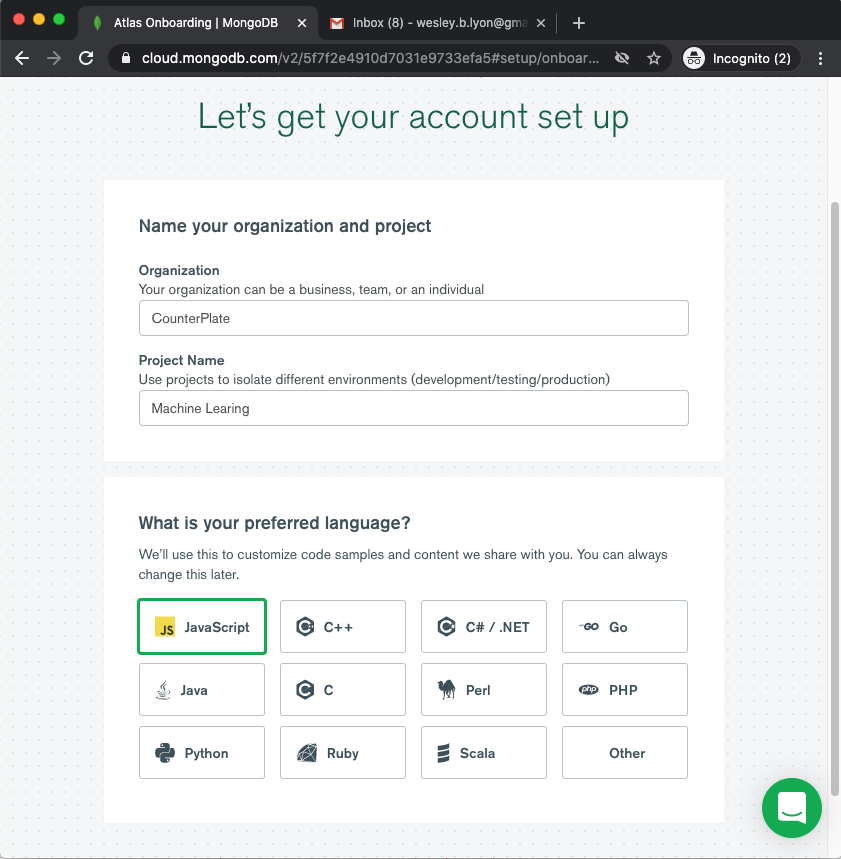 Atlas Onboarding | MongoDB
Inbox (8) - wesley.b.lyon@gma
cloud.mongodb.com/v2/5f7f2e4910d7031e9733efa5#setup/onboar...
Incognito (2)
Let's get your account set up
Name your organization and project
Organization
Your organization can be a business, team, or an individual
CounterPlate
Project Name
Use projects to isolate different environments (development/testing/production)
Machine Learing
What is your preferred language?
We'll use this to customize code samples and content we share with you. You can always
change this later.
JS JavaScript
C++
C# / .NET
GO Go
Java
C
Perl
php PHP
Python
Ruby
Scala
Other